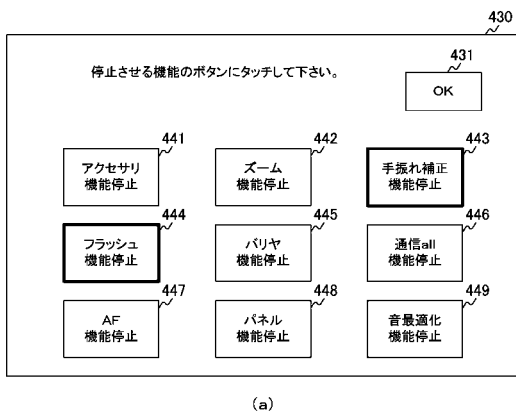 430
停止させる機能のボタンにタッチして下さい。
431
OK
441
442
443
アクセサリ
機能停止
ズーム
機能停止
手振れ補正
機能停止
444
445
446
フラッシュ
機能停止
バリヤ
機能停止
通信all
機能停止
447
448
449
AF
機能停止
パネル
機能停止
音最適化
機能停止
(a)